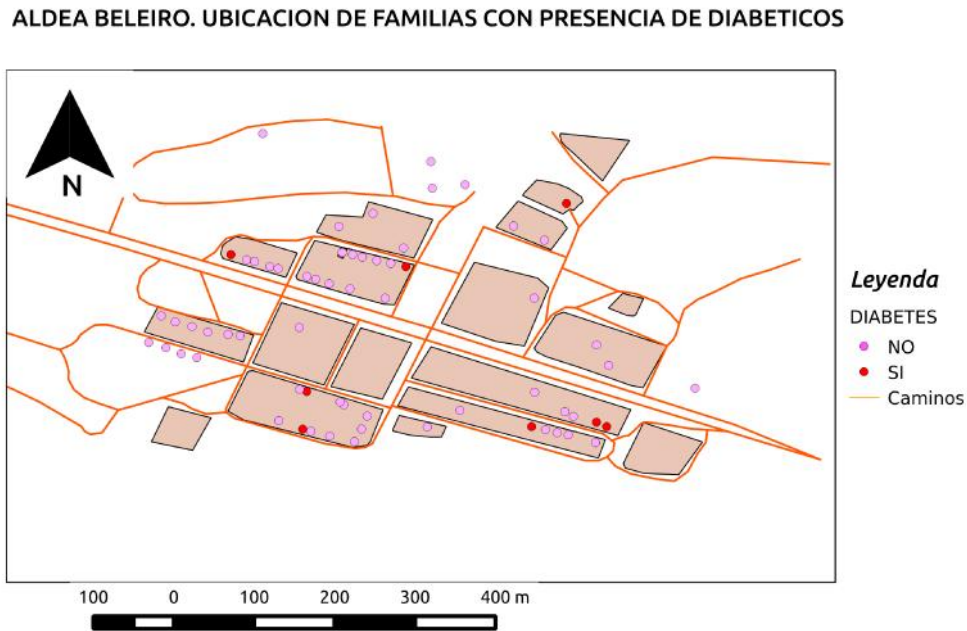 ALDEA BELEIRO. UBICACION DE FAMILIAS CON PRESENCIA DE DIABETICOS
N
Leyenda
DIABETES
NO
SI
Caminos
100 0 100 200 300 400 m